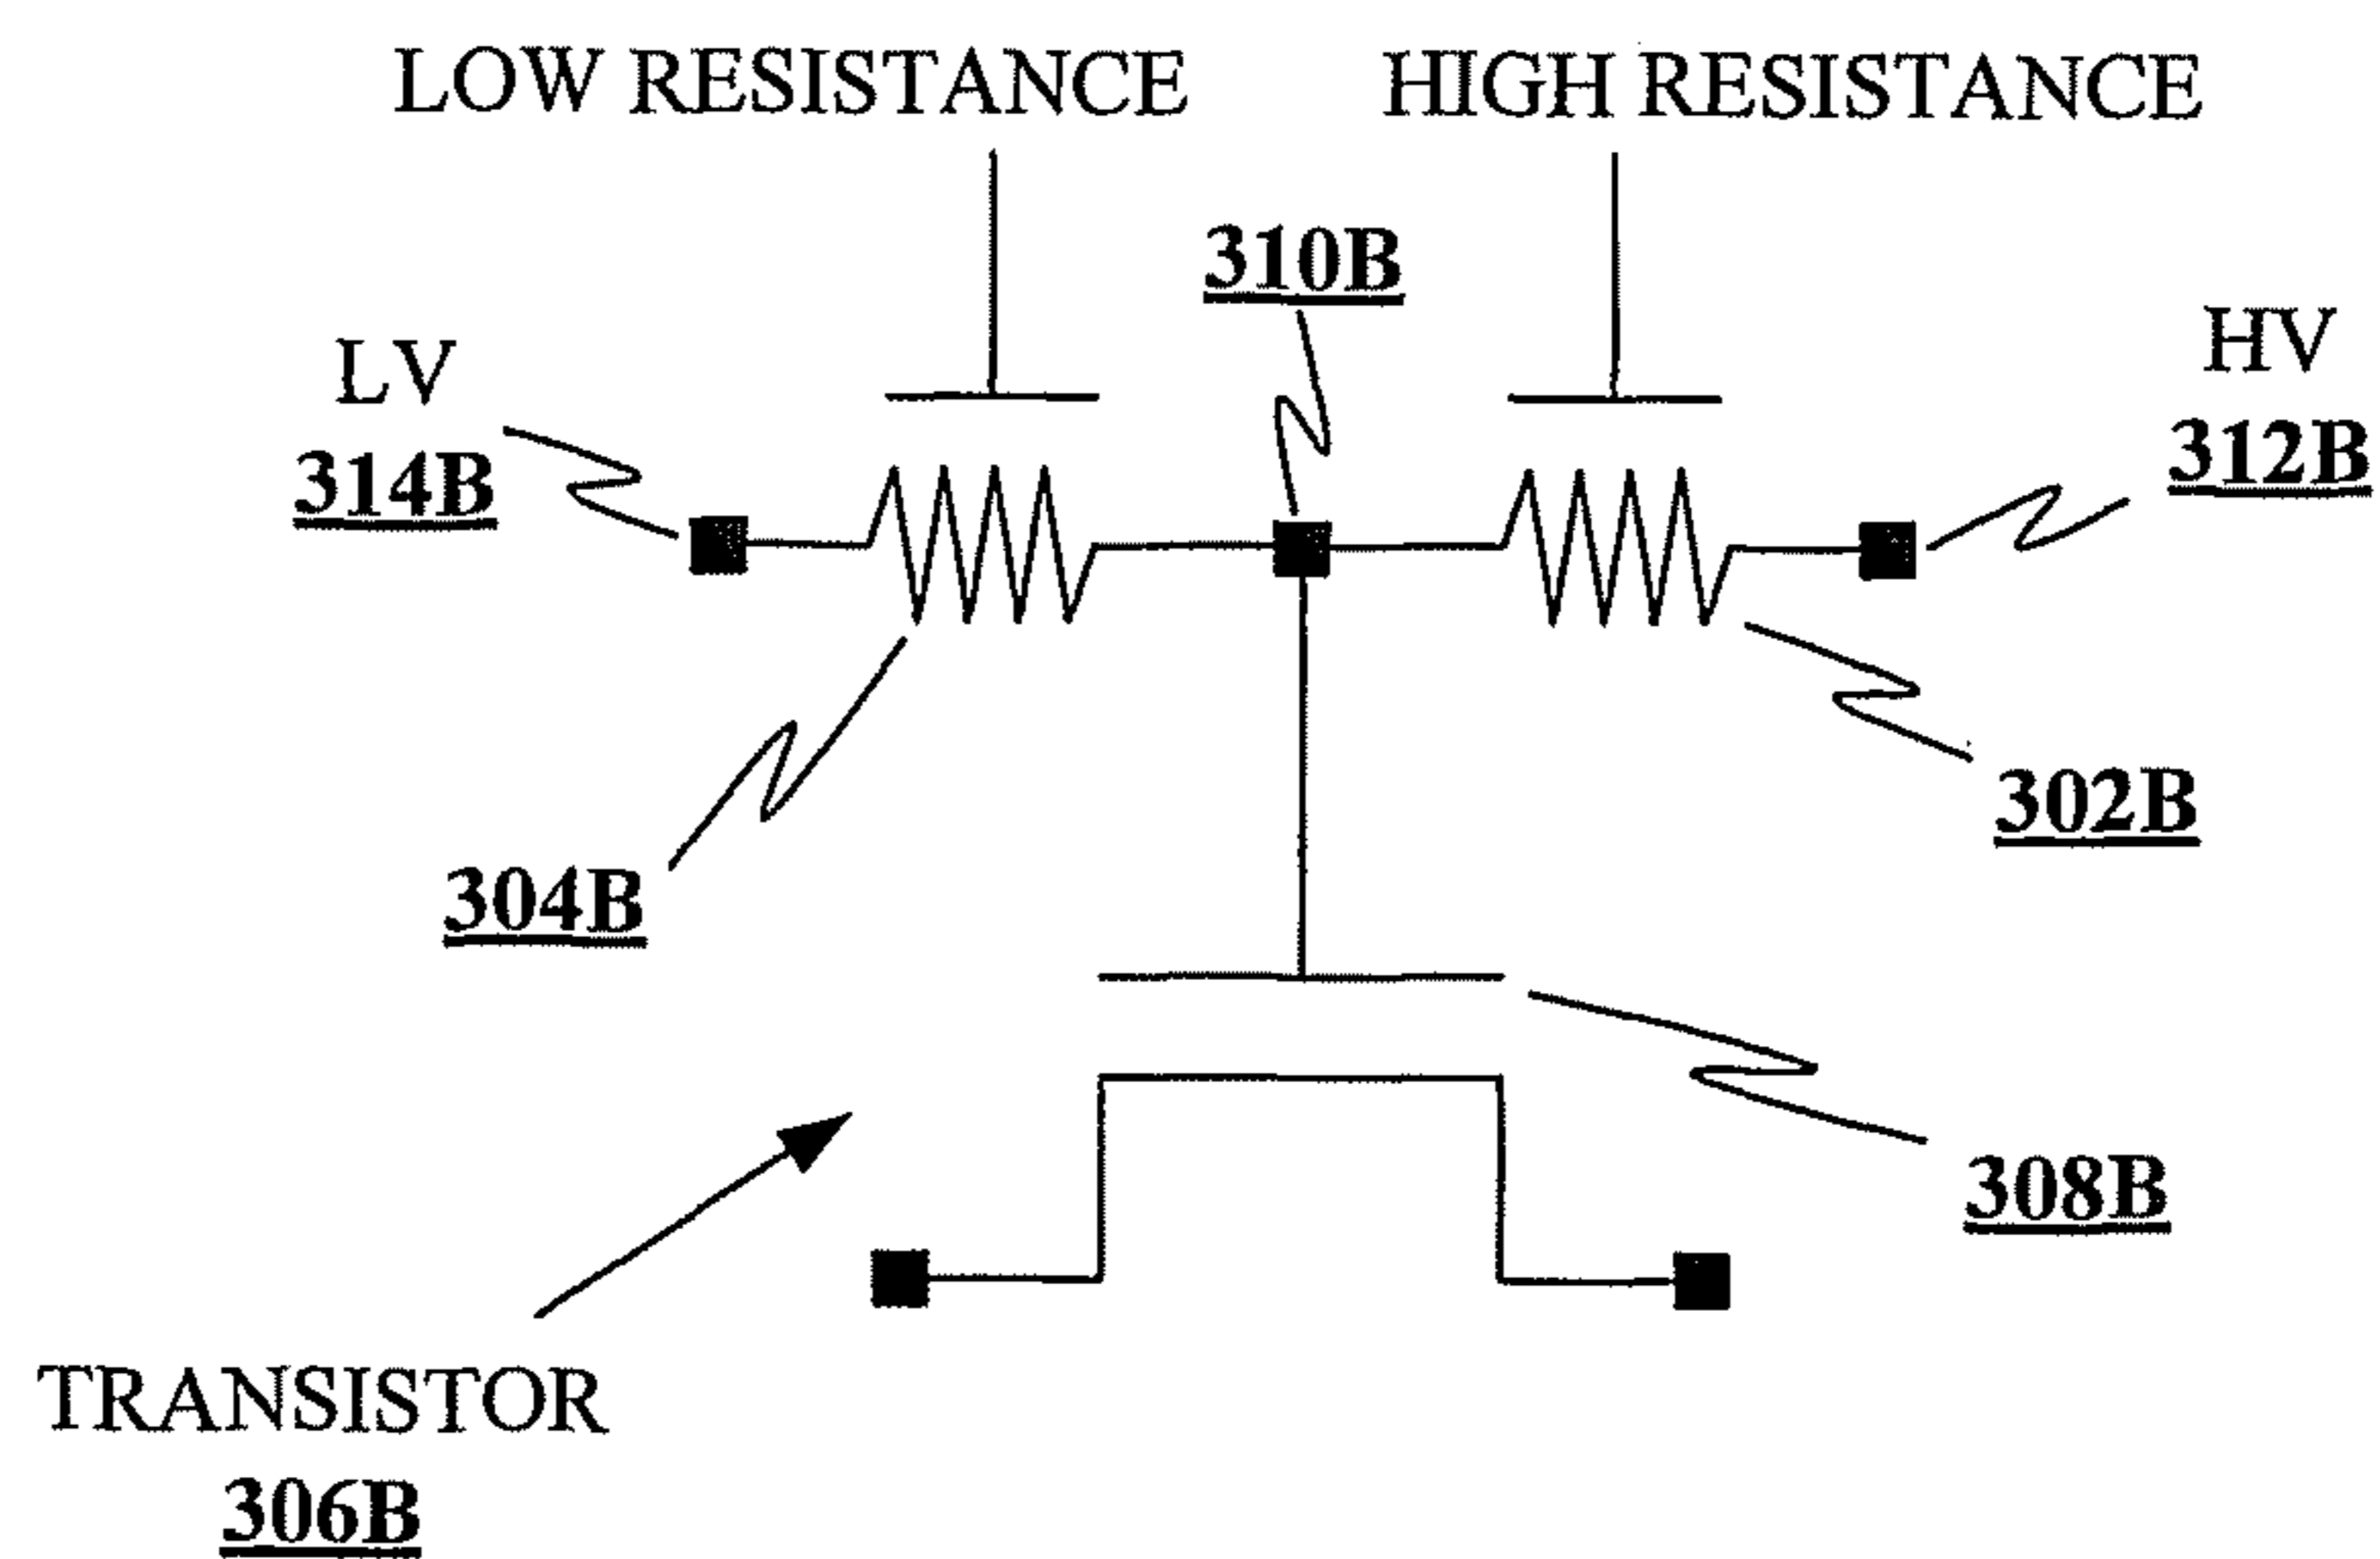 LOW RESISTANCE
HIGH RESISTANCE
310B
LV
314B
HV
312B
304B
302B
308B
TRANSISTOR
306B